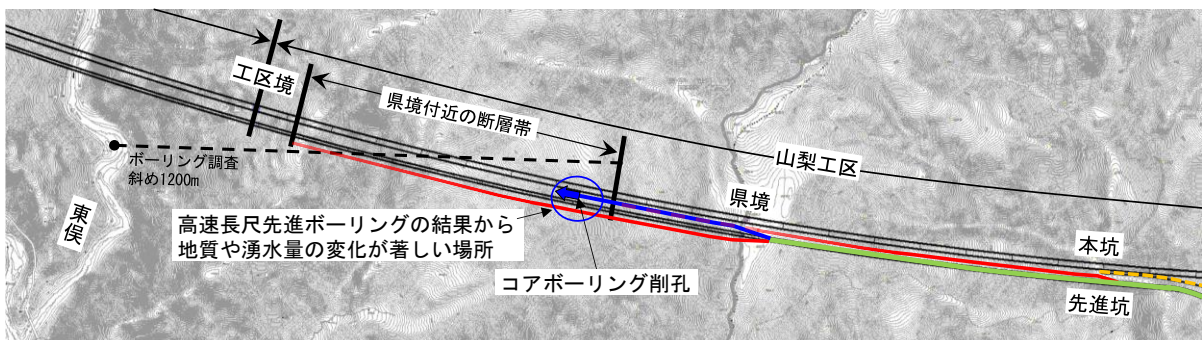 工区境
県境付近の断層帯
山梨工区
ボーリング調査
斜め1200m
県境
東俣
高速長尺先進ボーリングの結果から
地質や湧水量の変化が著しい場所
コアボーリング削孔
本坑
先進坑